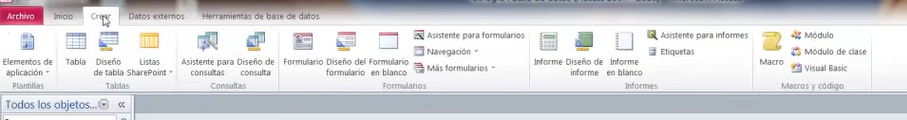 Archivo Inicio Crear Datos externos Herramientas de base de datos
Elementos de aplicación
Plantillas
Tabla
Diseño de tabla
Listas SharePoint
Tablas
Asistente para consultas
Diseño de consulta
Consultas
Formulario
Diseño del formulario
Formulario en blanco
Asistente para formularios
Navegación
Más formularios
Formularios
Informe
Diseño de informe
Informe en blanco
Asistente para informes
Etiquetas
Informes
Macro
Módulo
Módulo de clase
Visual Basic
Macros y código
Todos los objetos...